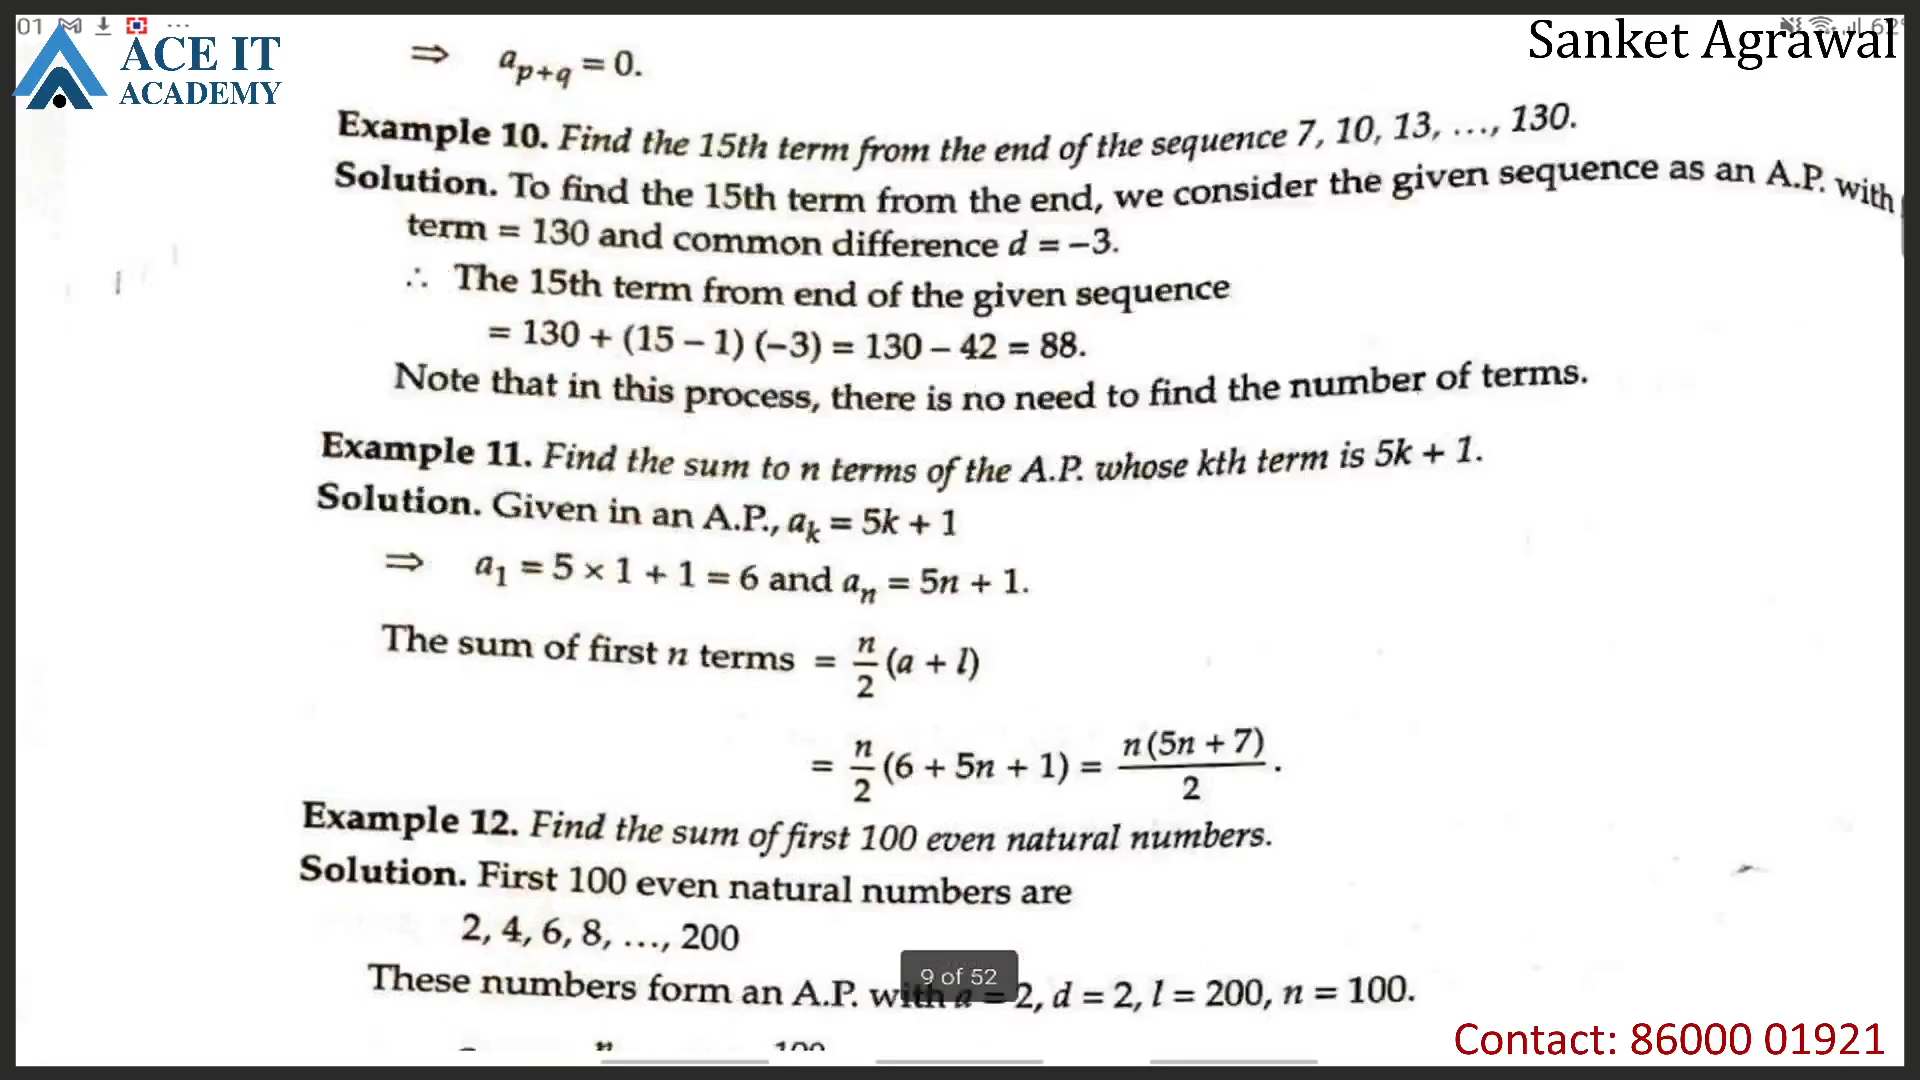 01 ...
62
Sanket Agrawal
ACE IT
ACADEMY
⇒ a_{p+q} = 0.
Example 10. Find the 15th term from the end of the sequence 7, 10, 13, ..., 130.
Solution. To find the 15th term from the end, we consider the given sequence as an A.P. with
term = 130 and common difference d = –3.
∴ The 15th term from end of the given sequence
= 130 + (15 – 1) (–3) = 130 – 42 = 88.
Note that in this process, there is no need to find the number of terms.
Example 11. Find the sum to n terms of the A.P. whose kth term is 5k + 1.
Solution. Given in an A.P., a_k = 5k + 1
⇒ a_1 = 5 × 1 + 1 = 6 and a_n = 5n + 1.
The sum of first n terms = n/2 (a + l)
= n/2 (6 + 5n + 1) = n(5n + 7)/2 .
Example 12. Find the sum of first 100 even natural numbers.
Solution. First 100 even natural numbers are
2, 4, 6, 8, ..., 200
These numbers form an A.P. with a = 2, d = 2, l = 200, n = 100.
9 of 52
Contact: 86000 01921